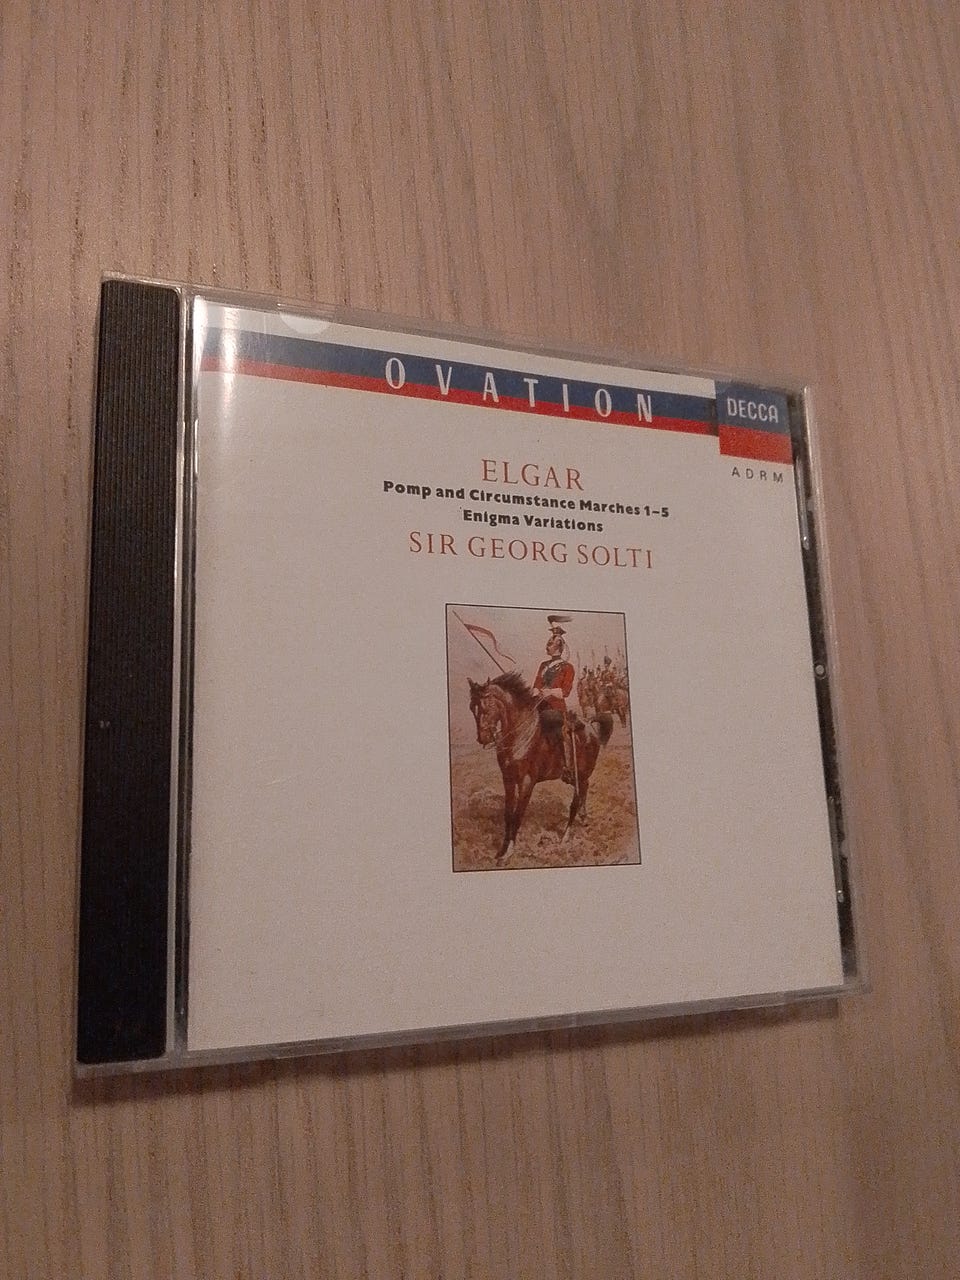 OVATION
DECCA
ADRM
ELGAR
Pomp and Circumstance Marches 1–5
Enigma Variations
SIR GEORG SOLTI